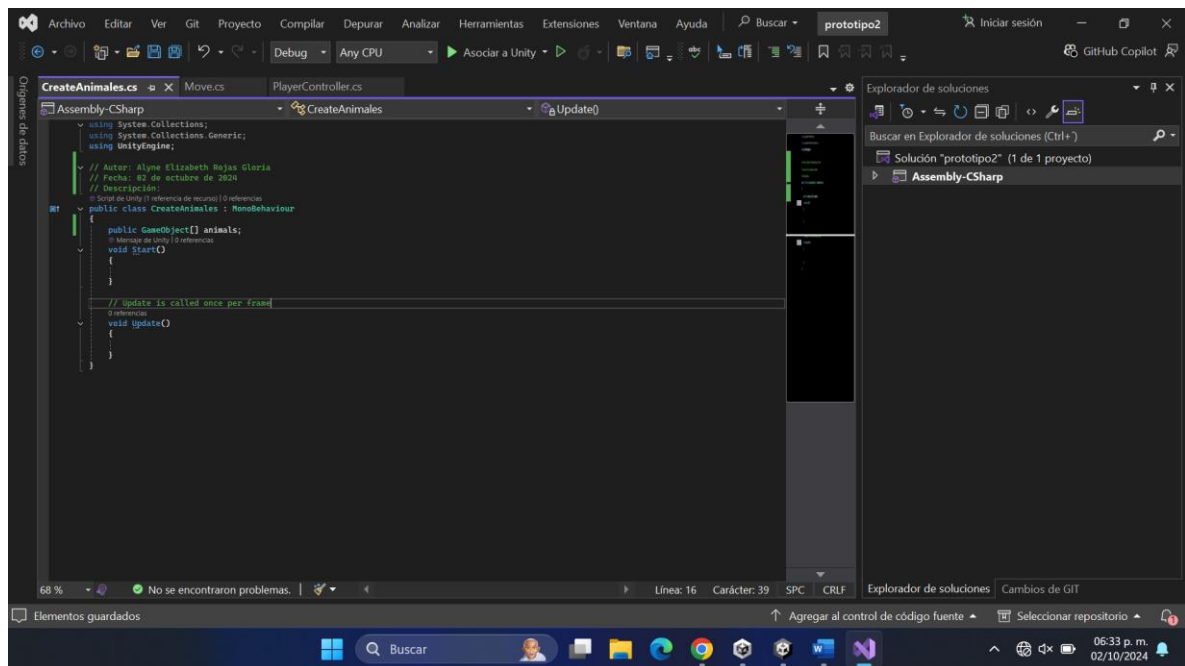 Archivo Editar Ver Git Proyecto Compilar Depurar Analizar Herramientas Extensiones Ventana Ayuda Buscar prototipo2 Iniciar sesión
Debug Any CPU Asociar a Unity GitHub Copilot
Orígenes de datos
CreateAnimales.cs Move.cs PlayerController.cs
Assembly-CSharp CreateAnimales Update()
using System.Collections;
using System.Collections.Generic;
using UnityEngine;
// Autor: Alyne Elizabeth Rojas Gloria
// Fecha: 02 de octubre de 2024
// Descripción:
Script de Unity (1 referencia de recurso) | 0 referencias
public class CreateAnimales : MonoBehaviour
{
public GameObject[] animals;
Mensaje de Unity | 0 referencias
void Start()
{
}
// Update is called once per frame
0 referencias
void Update()
{
}
}
Explorador de soluciones
Buscar en Explorador de soluciones (Ctrl+´)
Solución "prototipo2" (1 de 1 proyecto)
Assembly-CSharp
68 % No se encontraron problemas. Línea: 16 Carácter: 39 SPC CRLF
Explorador de soluciones Cambios de GIT
Elementos guardados Agregar al control de código fuente Seleccionar repositorio
Buscar
06:33 p. m.
02/10/2024